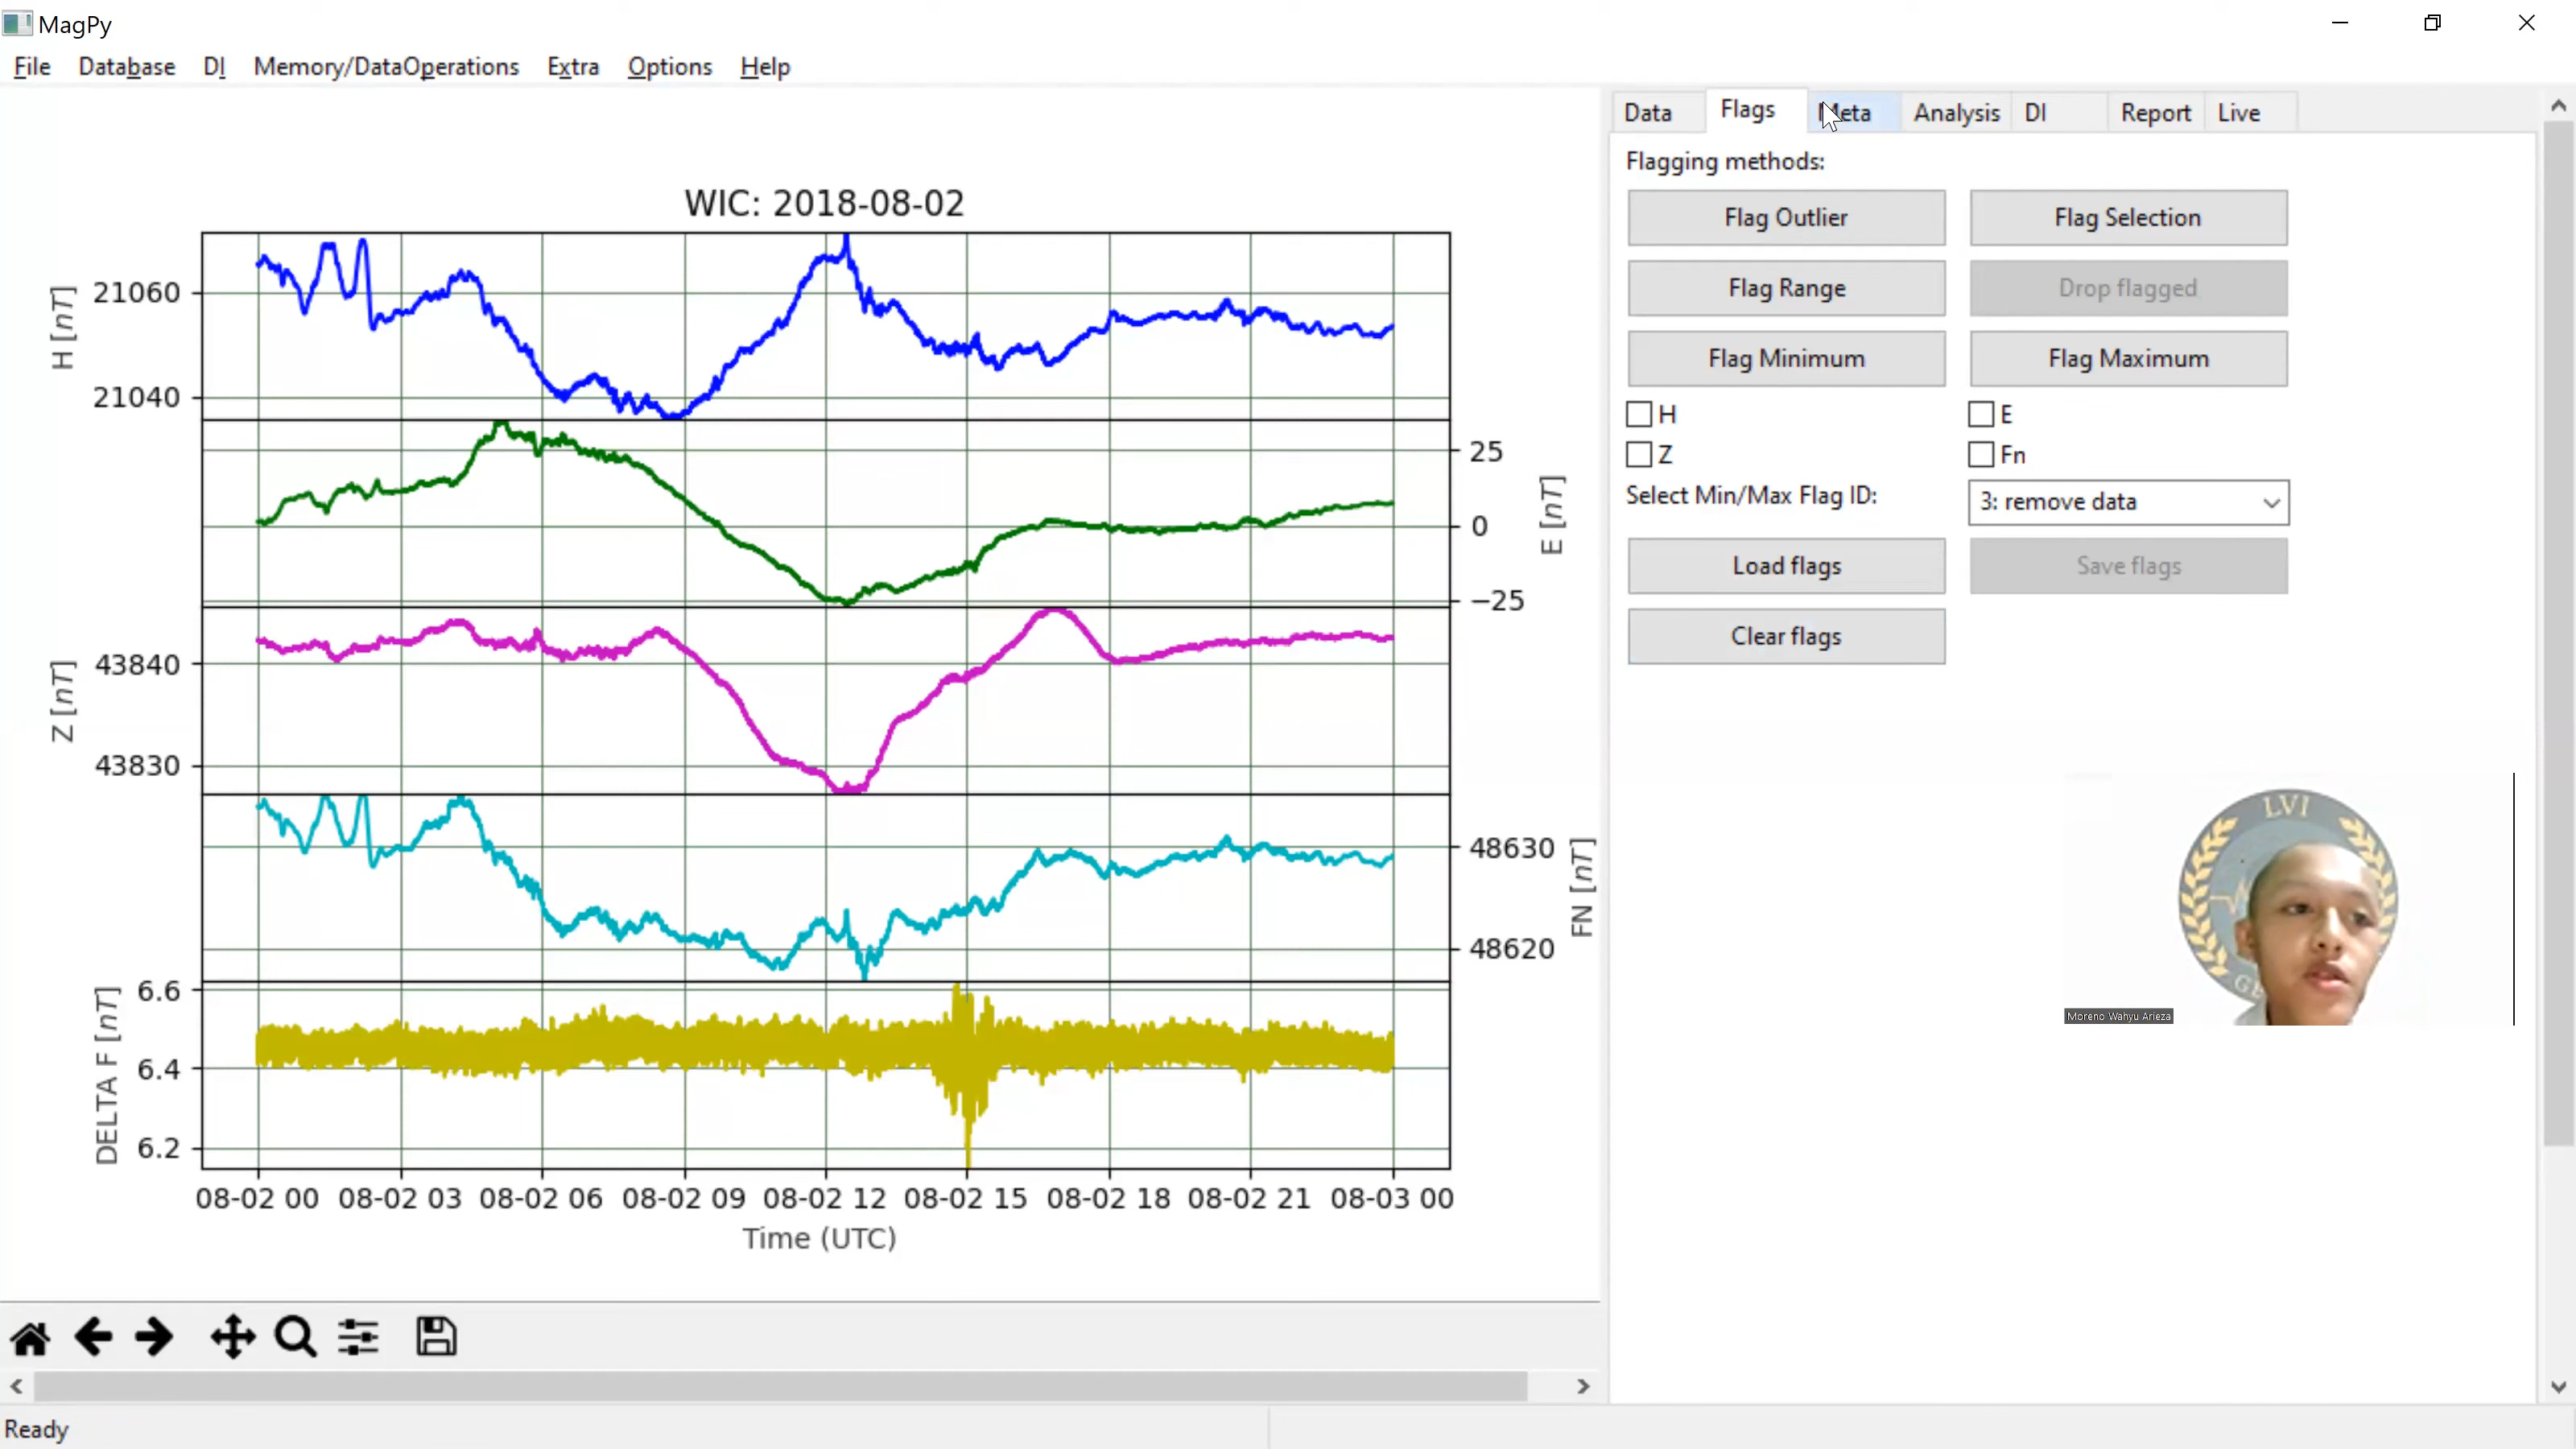 MagPy
File Database DI Memory/DataOperations Extra Options Help
Data Flags Meta Analysis DI Report Live
Flagging methods:
Flag Outlier Flag Selection
Flag Range Drop flagged
Flag Minimum Flag Maximum
H E
Z Fn
Select Min/Max Flag ID: 3: remove data
Load flags Save flags
Clear flags
WIC: 2018-08-02
H [nT]
21060
21040
25
0
−25
E [nT]
Z [nT]
43840
43830
48630
48620
FN [nT]
DELTA F [nT]
6.6
6.4
6.2
08-02 00 08-02 03 08-02 06 08-02 09 08-02 12 08-02 15 08-02 18 08-02 21 08-03 00
Time (UTC)
LVI
Moreno Wahyu Arieza
Ready